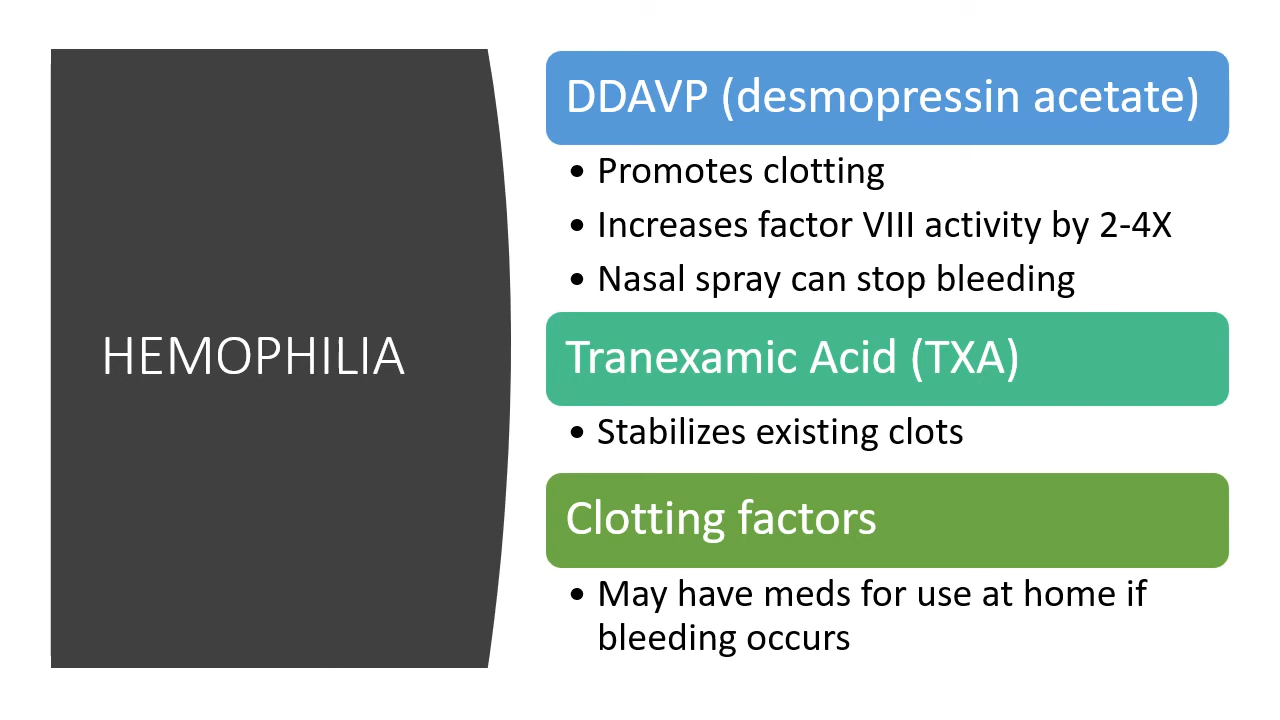 HEMOPHILIA
DDAVP (desmopressin acetate)
• Promotes clotting
• Increases factor VIII activity by 2-4X
• Nasal spray can stop bleeding
Tranexamic Acid (TXA)
• Stabilizes existing clots
Clotting factors
• May have meds for use at home if
bleeding occurs